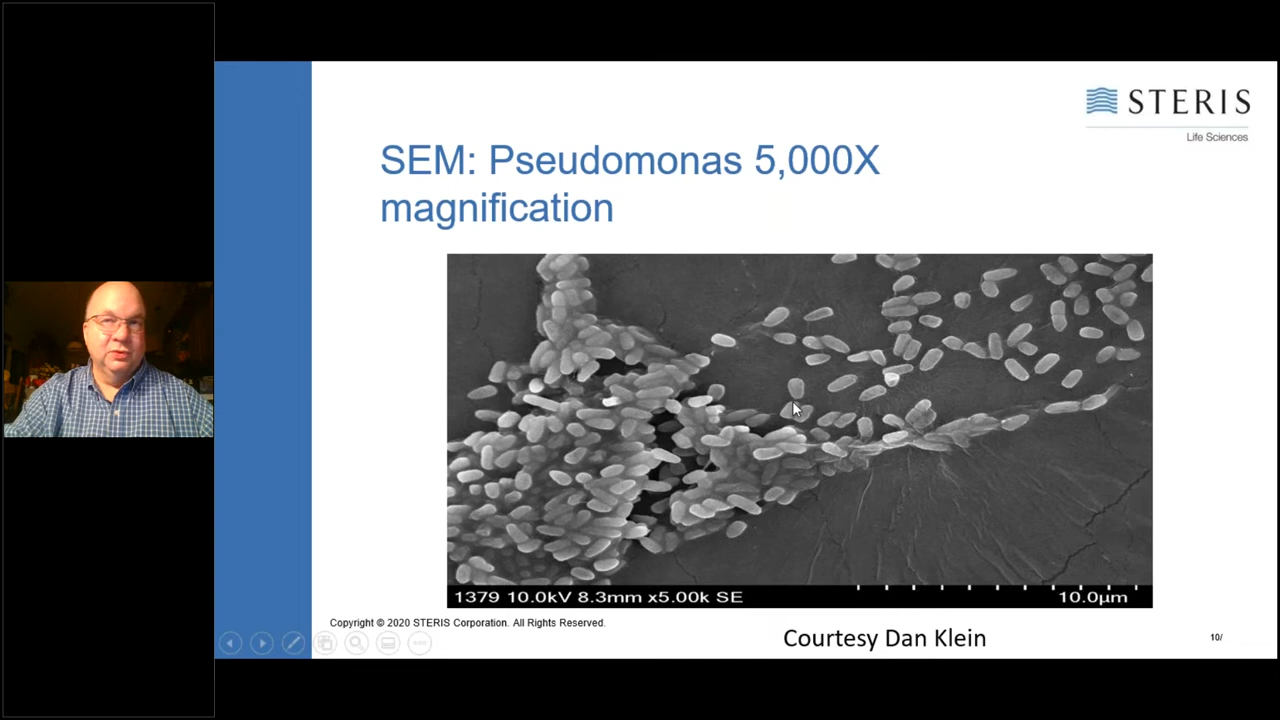 STERIS
Life Sciences
SEM: Pseudomonas 5,000X
magnification
1379 10.0kV 8.3mm x5.00k SE
10.0µm
Copyright © 2020 STERIS Corporation. All Rights Reserved.
Courtesy Dan Klein
10/